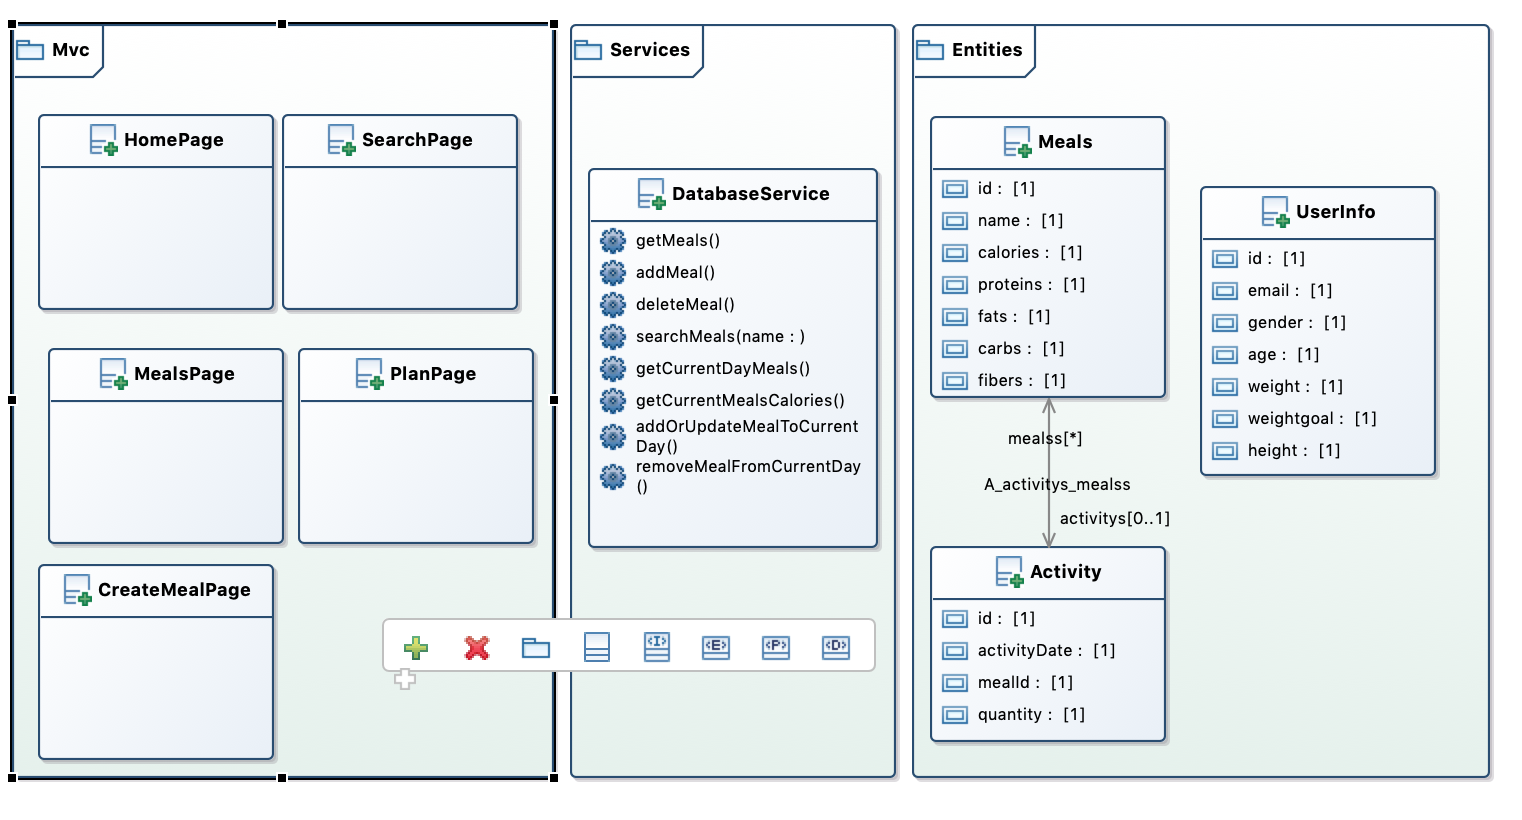 Mvc
HomePage
SearchPage
MealsPage
PlanPage
CreateMealPage
Services
DatabaseService
getMeals()
addMeal()
deleteMeal()
searchMeals(name : )
getCurrentDayMeals()
getCurrentMealsCalories()
addOrUpdateMealToCurrent
Day()
removeMealFromCurrentDay
()
<I>
<E>
<P>
<D>
Entities
Meals
id : [1]
name : [1]
calories : [1]
proteins : [1]
fats : [1]
carbs : [1]
fibers : [1]
mealss[*]
A_activitys_mealss
activitys[0..1]
Activity
id : [1]
activityDate : [1]
mealId : [1]
quantity : [1]
UserInfo
id : [1]
email : [1]
gender : [1]
age : [1]
weight : [1]
weightgoal : [1]
height : [1]